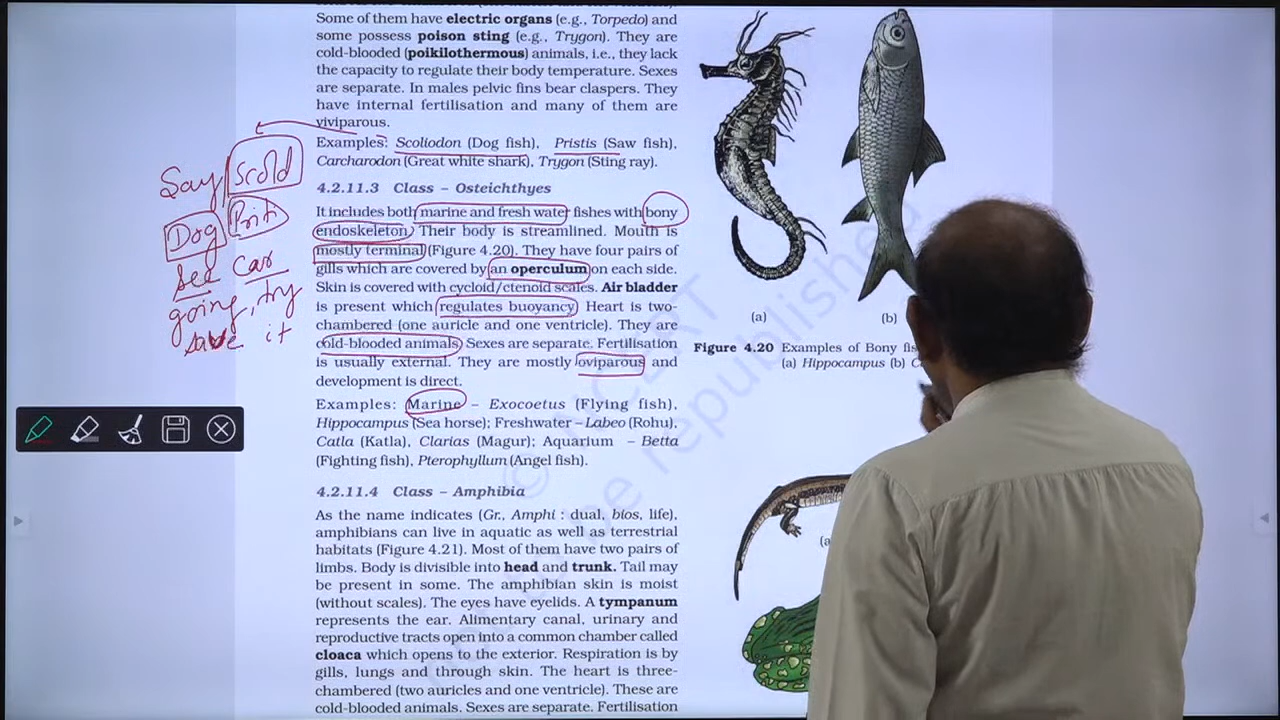 Some of them have electric organs (e.g., Torpedo) and
some possess poison sting (e.g., Trygon). They are
cold-blooded (poikilothermous) animals, i.e., they lack
the capacity to regulate their body temperature. Sexes
are separate. In males pelvic fins bear claspers. They
have internal fertilisation and many of them are
viviparous.
Examples: Scoliodon (Dog fish), Pristis (Saw fish),
Carcharodon (Great white shark), Trygon (Sting ray).
4.2.11.3 Class – Osteichthyes
It includes both marine and fresh water fishes with bony
endoskeleton. Their body is streamlined. Mouth is
mostly terminal (Figure 4.20). They have four pairs of
gills which are covered by an operculum on each side.
Skin is covered with cycloid/ctenoid scales. Air bladder
is present which regulates buoyancy. Heart is two-
chambered (one auricle and one ventricle). They are
cold-blooded animals. Sexes are separate. Fertilisation
is usually external. They are mostly oviparous and
development is direct.
Examples: Marine – Exocoetus (Flying fish),
Hippocampus (Sea horse); Freshwater – Labeo (Rohu),
Catla (Katla), Clarias (Magur); Aquarium – Betta
(Fighting fish), Pterophyllum (Angel fish).
4.2.11.4 Class – Amphibia
As the name indicates (Gr., Amphi : dual, bios, life),
amphibians can live in aquatic as well as terrestrial
habitats (Figure 4.21). Most of them have two pairs of
limbs. Body is divisible into head and trunk. Tail may
be present in some. The amphibian skin is moist
(without scales). The eyes have eyelids. A tympanum
represents the ear. Alimentary canal, urinary and
reproductive tracts open into a common chamber called
cloaca which opens to the exterior. Respiration is by
gills, lungs and through skin. The heart is three-
chambered (two auricles and one ventricle). These are
cold-blooded animals. Sexes are separate. Fertilisation
Say Scold
Dog Priti
see car
going, try
save it
(a) (b)
Figure 4.20 Examples of Bony
(a) Hippocampus (b)
(a
republished